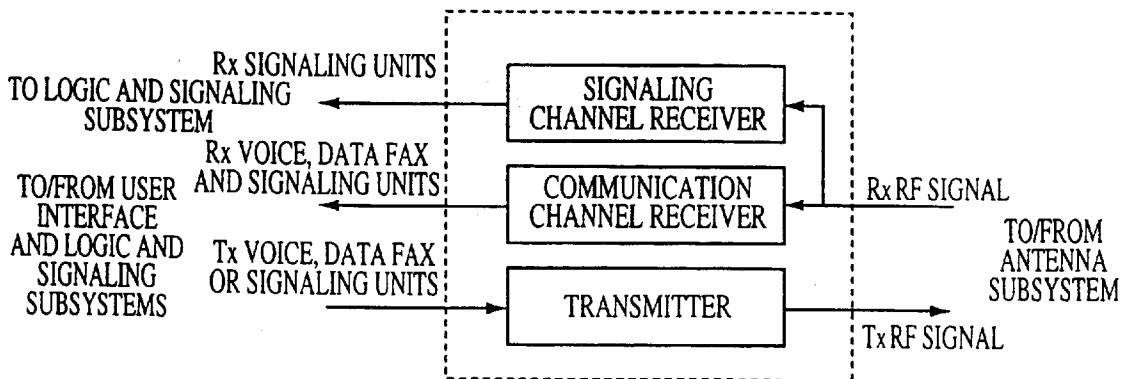 Rx SIGNALING UNITS
TO LOGIC AND SIGNALING
SUBSYSTEM
SIGNALING
CHANNEL RECEIVER
Rx VOICE, DATA FAX
AND SIGNALING UNITS
TO/FROM USER
INTERFACE
AND LOGIC AND
SIGNALING
SUBSYSTEMS
COMMUNICATION
CHANNEL RECEIVER
Rx RF SIGNAL
TO/FROM
ANTENNA
SUBSYSTEM
Tx VOICE, DATA FAX
OR SIGNALING UNITS
TRANSMITTER
Tx RF SIGNAL